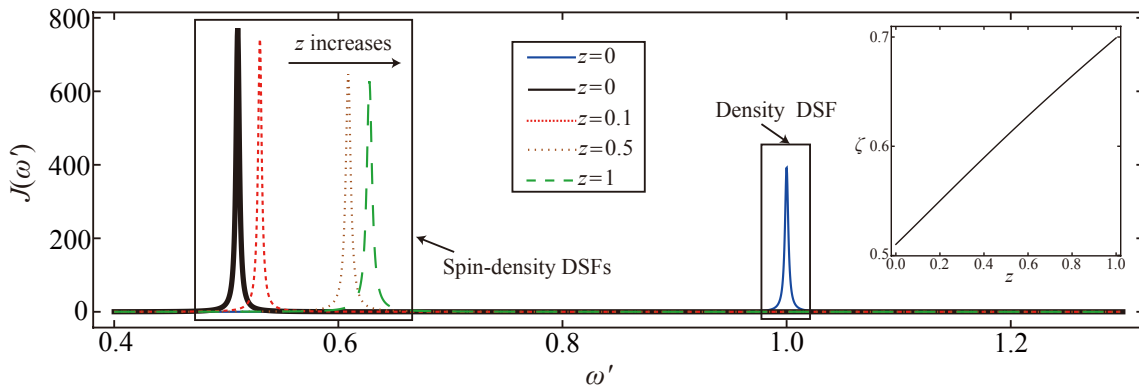 800
600
400
200
0
J(ω′)
z increases
z=0
z=0
z=0.1
z=0.5
z=1
Density DSF
Spin-density DSFs
0.7
0.6
0.5
ζ
0.0 0.2 0.4 0.6 0.8 1.0
z
0.4 0.6 0.8 1.0 1.2
ω′